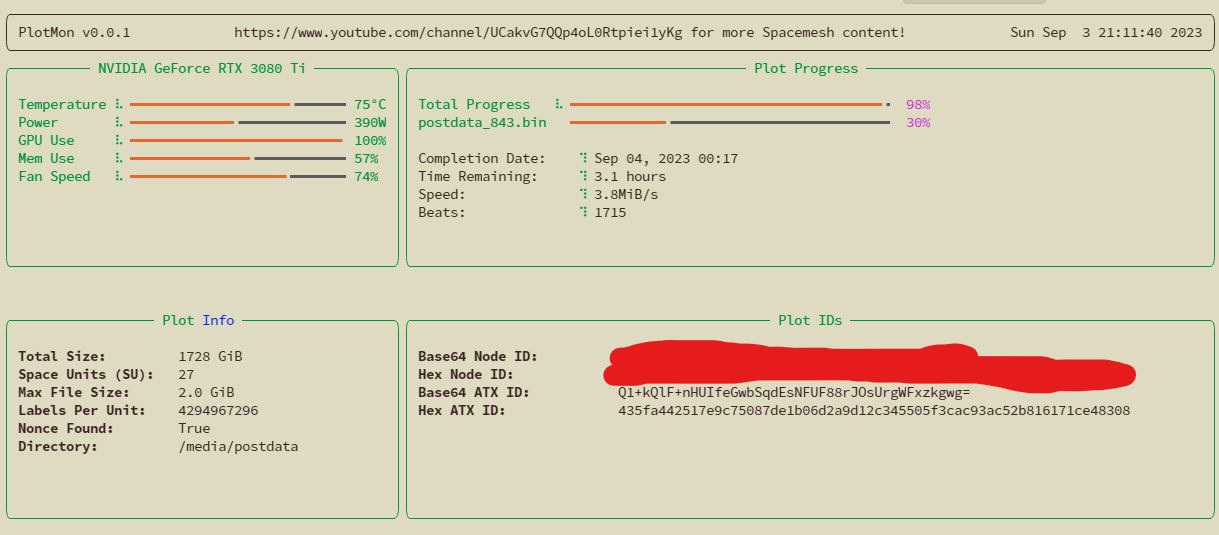 PlotMon v0.0.1 https://www.youtube.com/channel/UCakvG7QQp4oL0Rtpiei1yKg for more Spacemesh content! Sun Sep 3 21:11:40 2023
NVIDIA GeForce RTX 3080 Ti
Temperature 75°C
Power 390W
GPU Use 100%
Mem Use 57%
Fan Speed 74%
Plot Progress
Total Progress 98%
postdata_843.bin 30%
Completion Date: Sep 04, 2023 00:17
Time Remaining: 3.1 hours
Speed: 3.8MiB/s
Beats: 1715
Plot Info
Total Size: 1728 GiB
Space Units (SU): 27
Max File Size: 2.0 GiB
Labels Per Unit: 4294967296
Nonce Found: True
Directory: /media/postdata
Plot IDs
Base64 Node ID:
Hex Node ID:
Base64 ATX ID: Q1+kQlF+nHUIfeGwbSqdEsNFUF88rJOsUrgWFxzkgwg=
Hex ATX ID: 435fa442517e9c75087de1b06d2a9d12c345505f3cac93ac52b816171ce48308